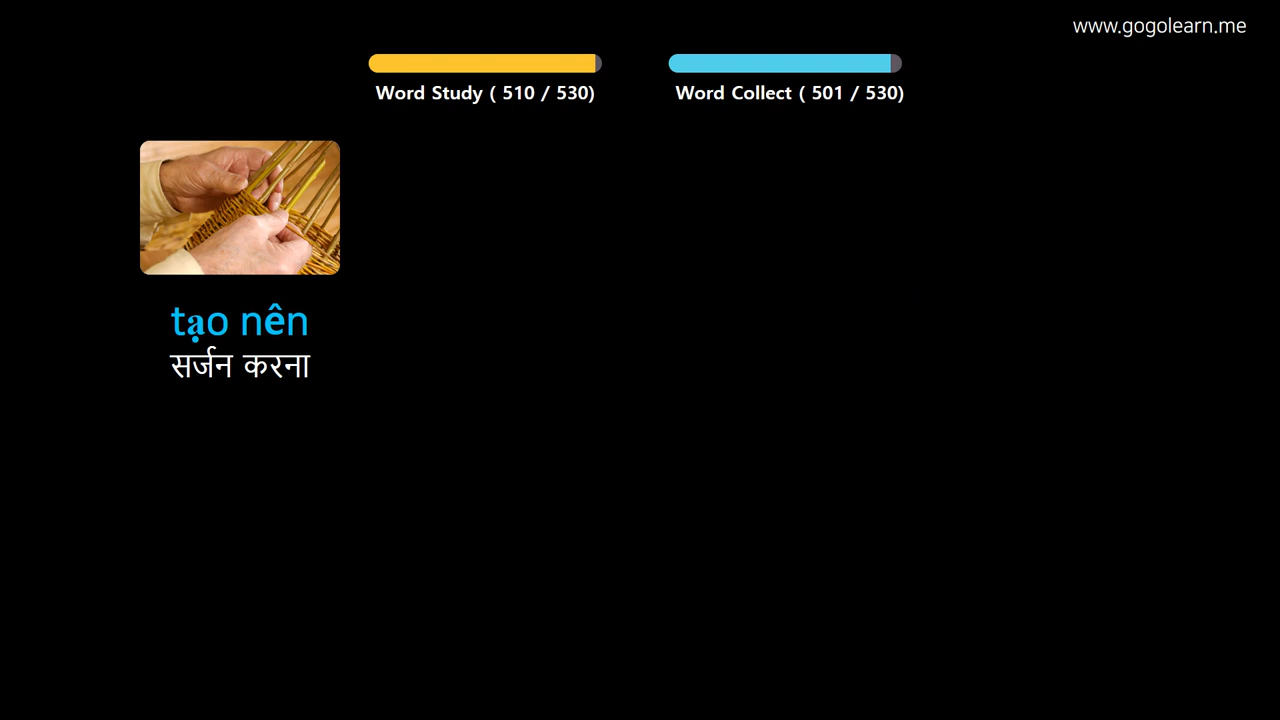 www.gogolearn.me
Word Study ( 510 / 530)
Word Collect ( 501 / 530)
tạo nên
सर्जन करना